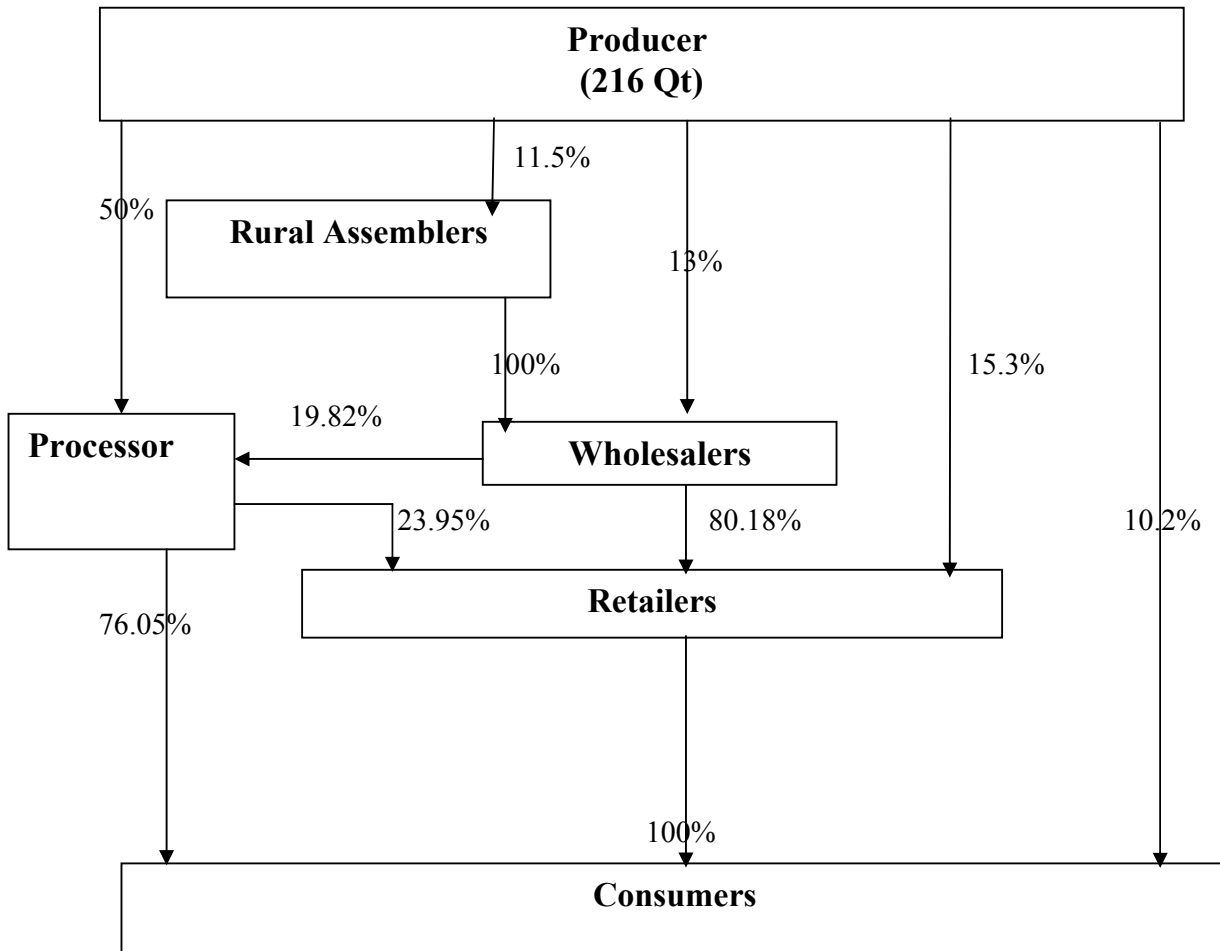 Producer
(216 Qt)
11.5%
50%
Rural Assemblers
13%
100%
15.3%
19.82%
Processor
Wholesalers
23.95%
80.18%
10.2%
Retailers
76.05%
100%
Consumers